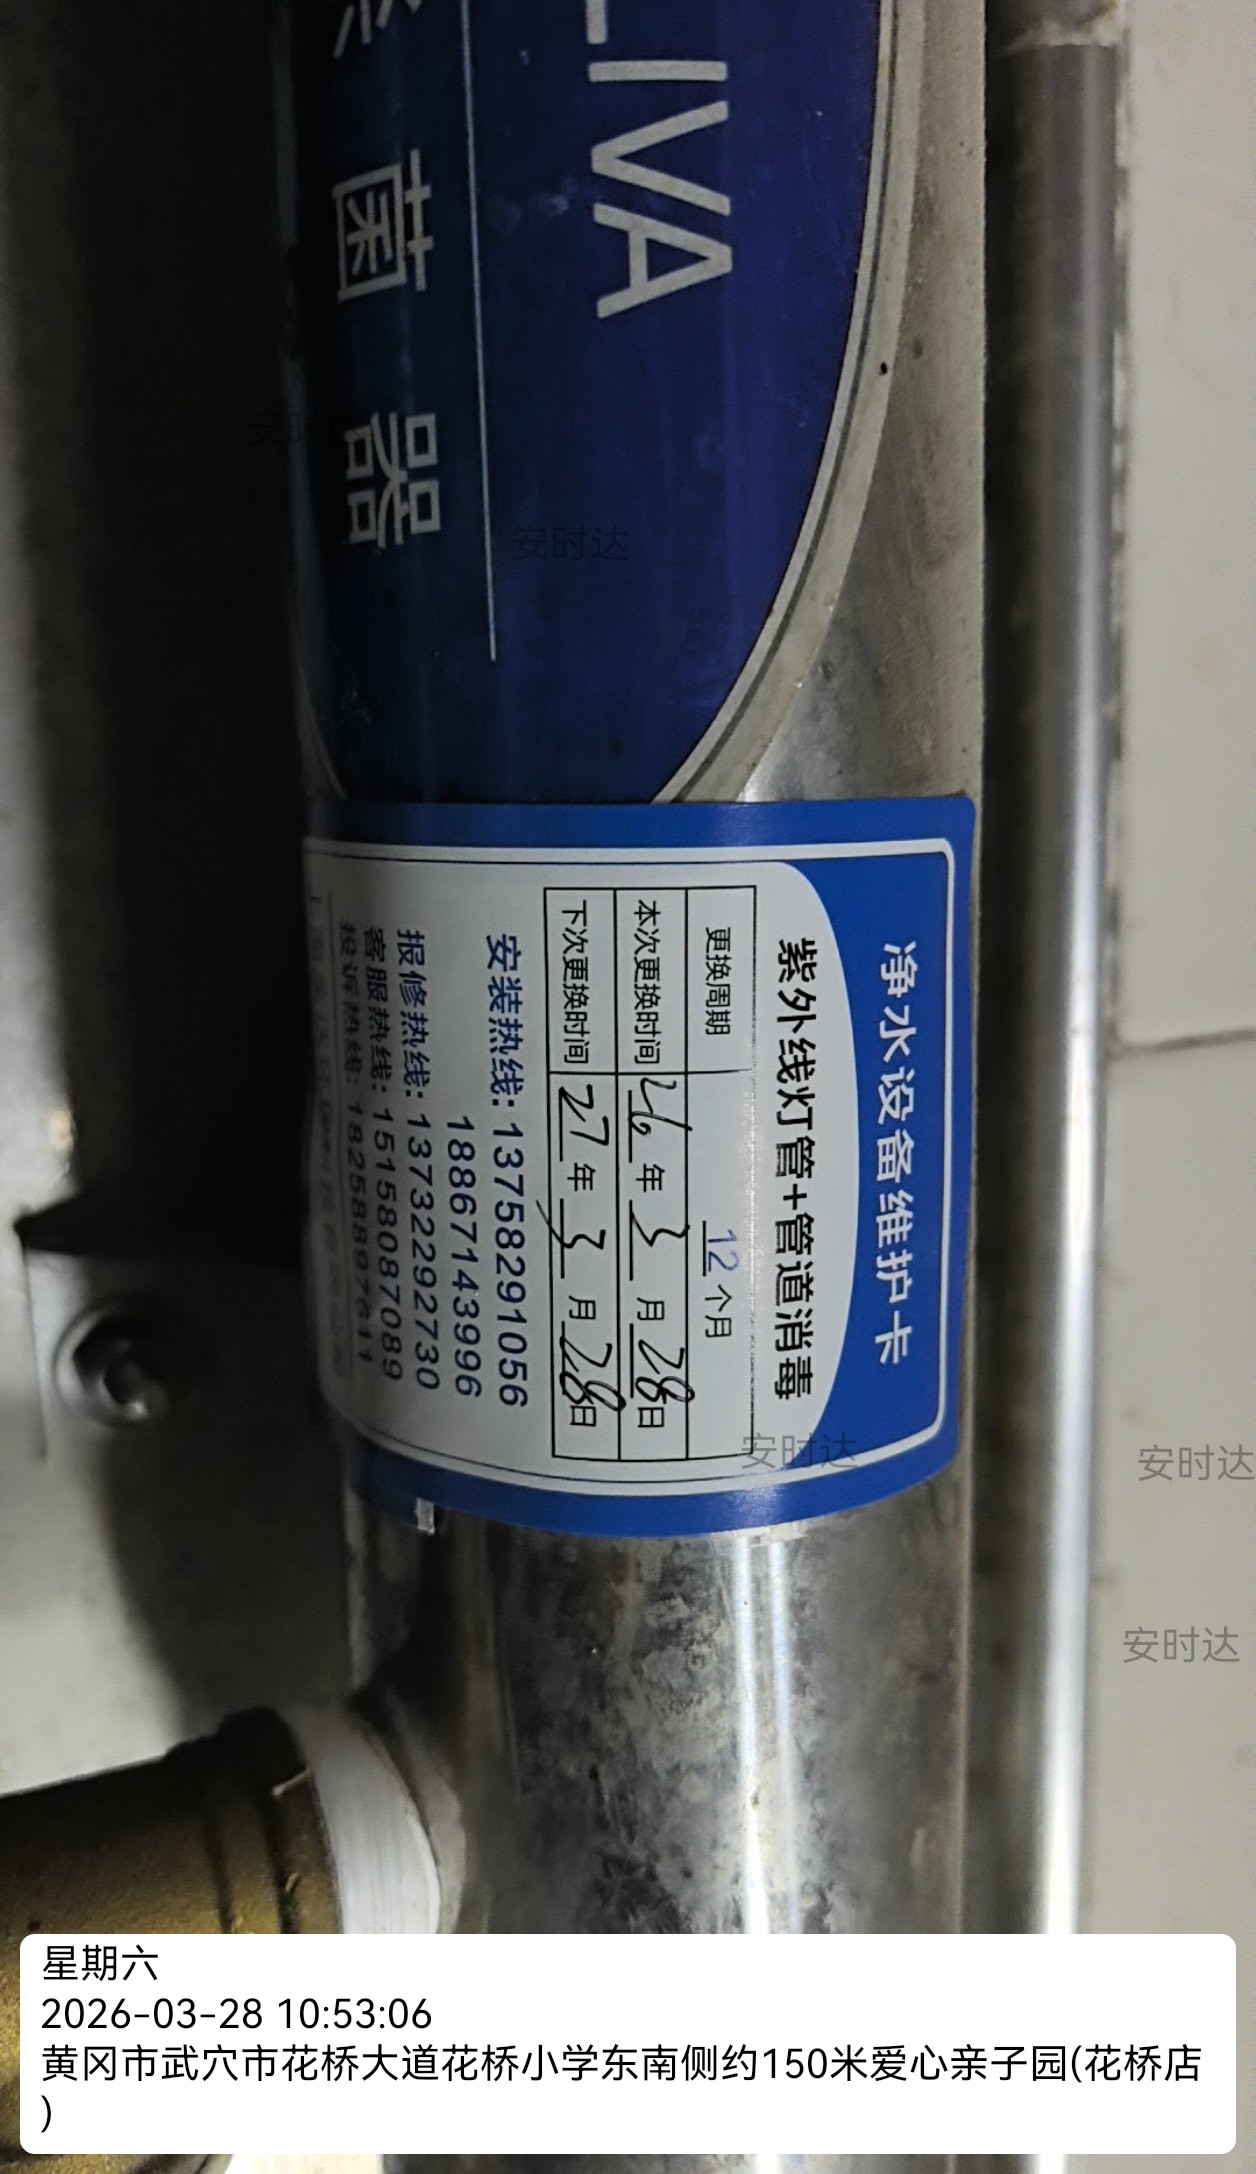 LIVA
菌器
净水设备维护卡
紫外线灯管+管道消毒
更换周期 12 个月
本次更换时间 26 年 3 月 28 日
下次更换时间 27 年 3 月 28 日
安装热线: 13758291056
18867143996
报修热线: 13732292730
客服热线: 15158087089
投诉热线: 18258897611
安时达
安时达
安时达
安时达
星期六
2026-03-28 10:53:06
黄冈市武穴市花桥大道花桥小学东南侧约150米爱心亲子园(花桥店
)